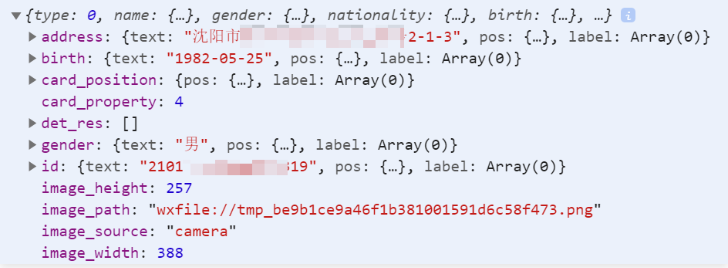 {type: 0, name: {…}, gender: {…}, nationality: {…}, birth: {…}, …}
address: {text: "沈阳市 2-1-3", pos: {…}, label: Array(0)}
birth: {text: "1982-05-25", pos: {…}, label: Array(0)}
card_position: {pos: {…}, label: Array(0)}
card_property: 4
det_res: []
gender: {text: "男", pos: {…}, label: Array(0)}
id: {text: "2101 319", pos: {…}, label: Array(0)}
image_height: 257
image_path: "wxfile://tmp_be9b1ce9a46f1b381001591d6c58f473.png"
image_source: "camera"
image_width: 388